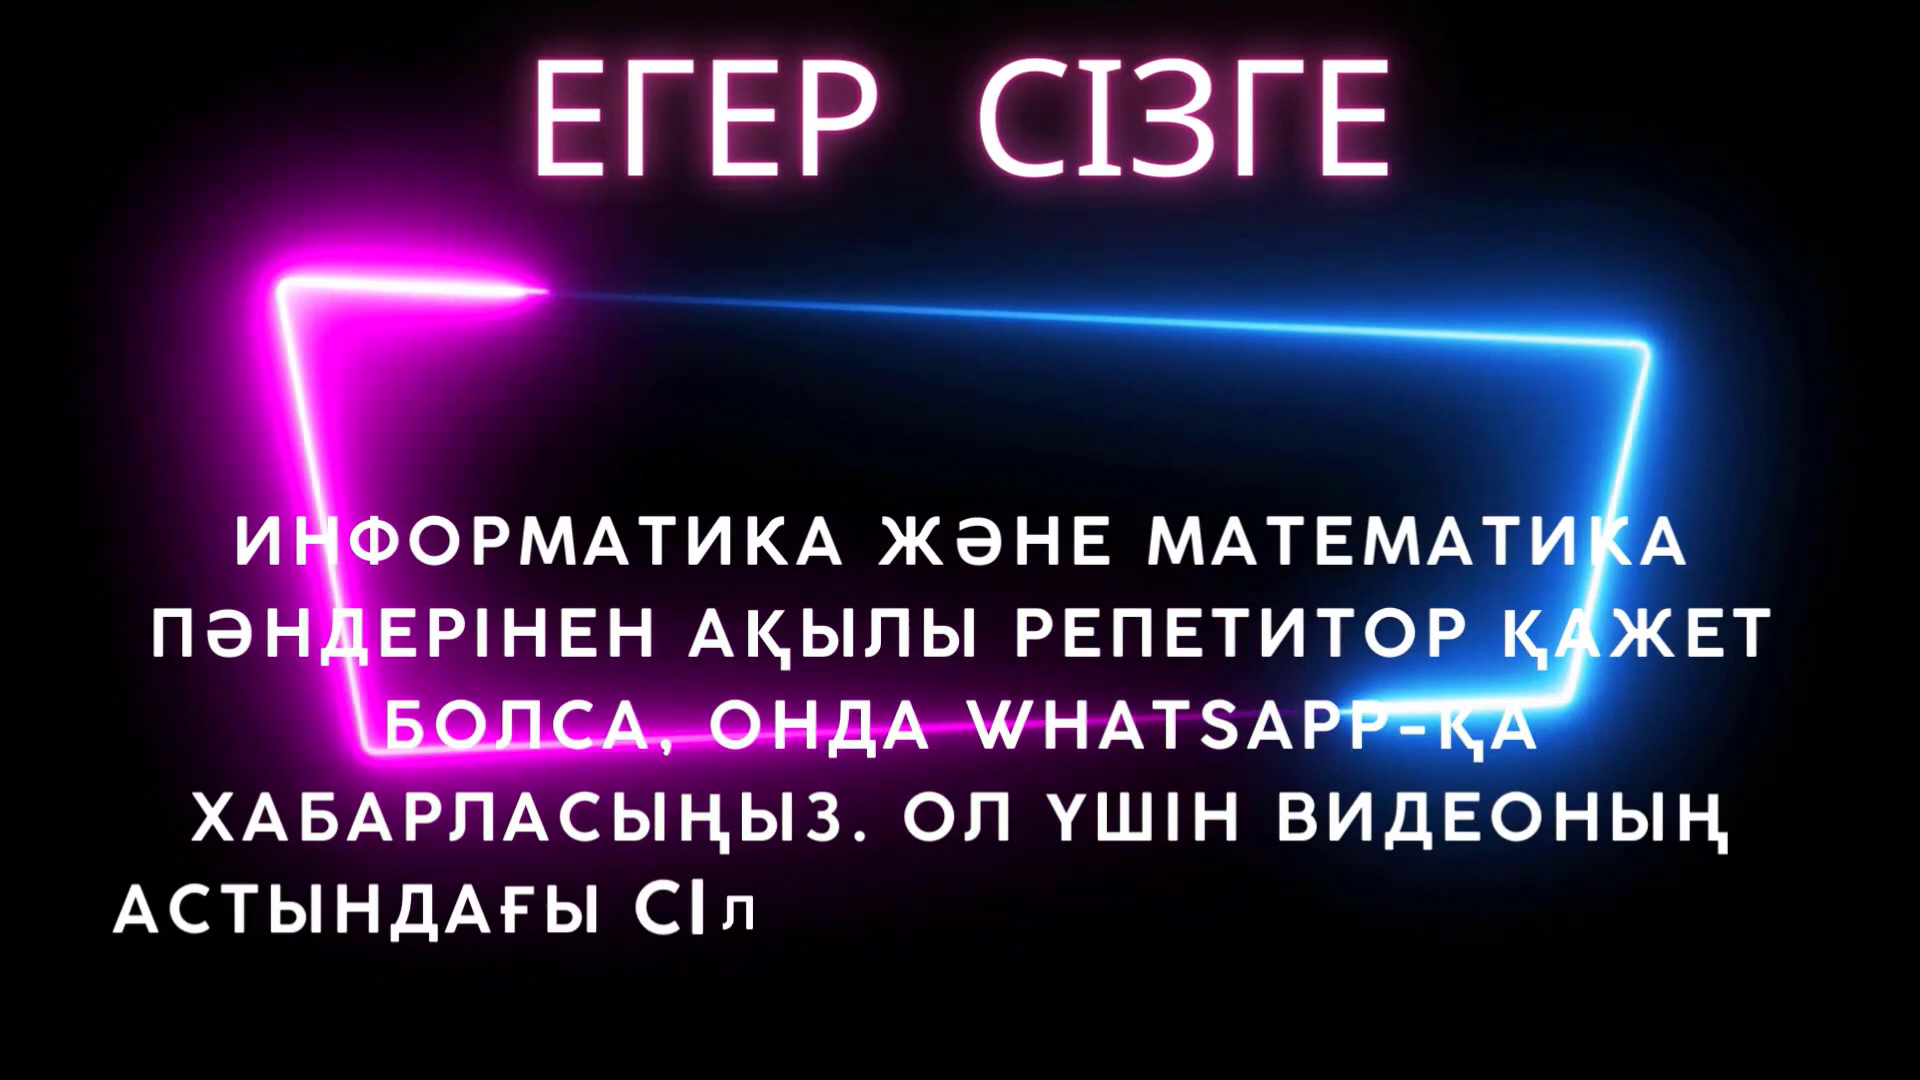 ЕГЕР СІЗГЕ
ИНФОРМАТИКА ЖӘНЕ МАТЕМАТИКА
ПӘНДЕРІНЕН АҚЫЛЫ РЕПЕТИТОР ҚАЖЕТ
БОЛСА, ОНДА WHATSAPP-ҚА
ХАБАРЛАСЫҢЫЗ. ОЛ ҮШІН ВИДЕОНЫҢ
АСТЫНДАҒЫ СІл